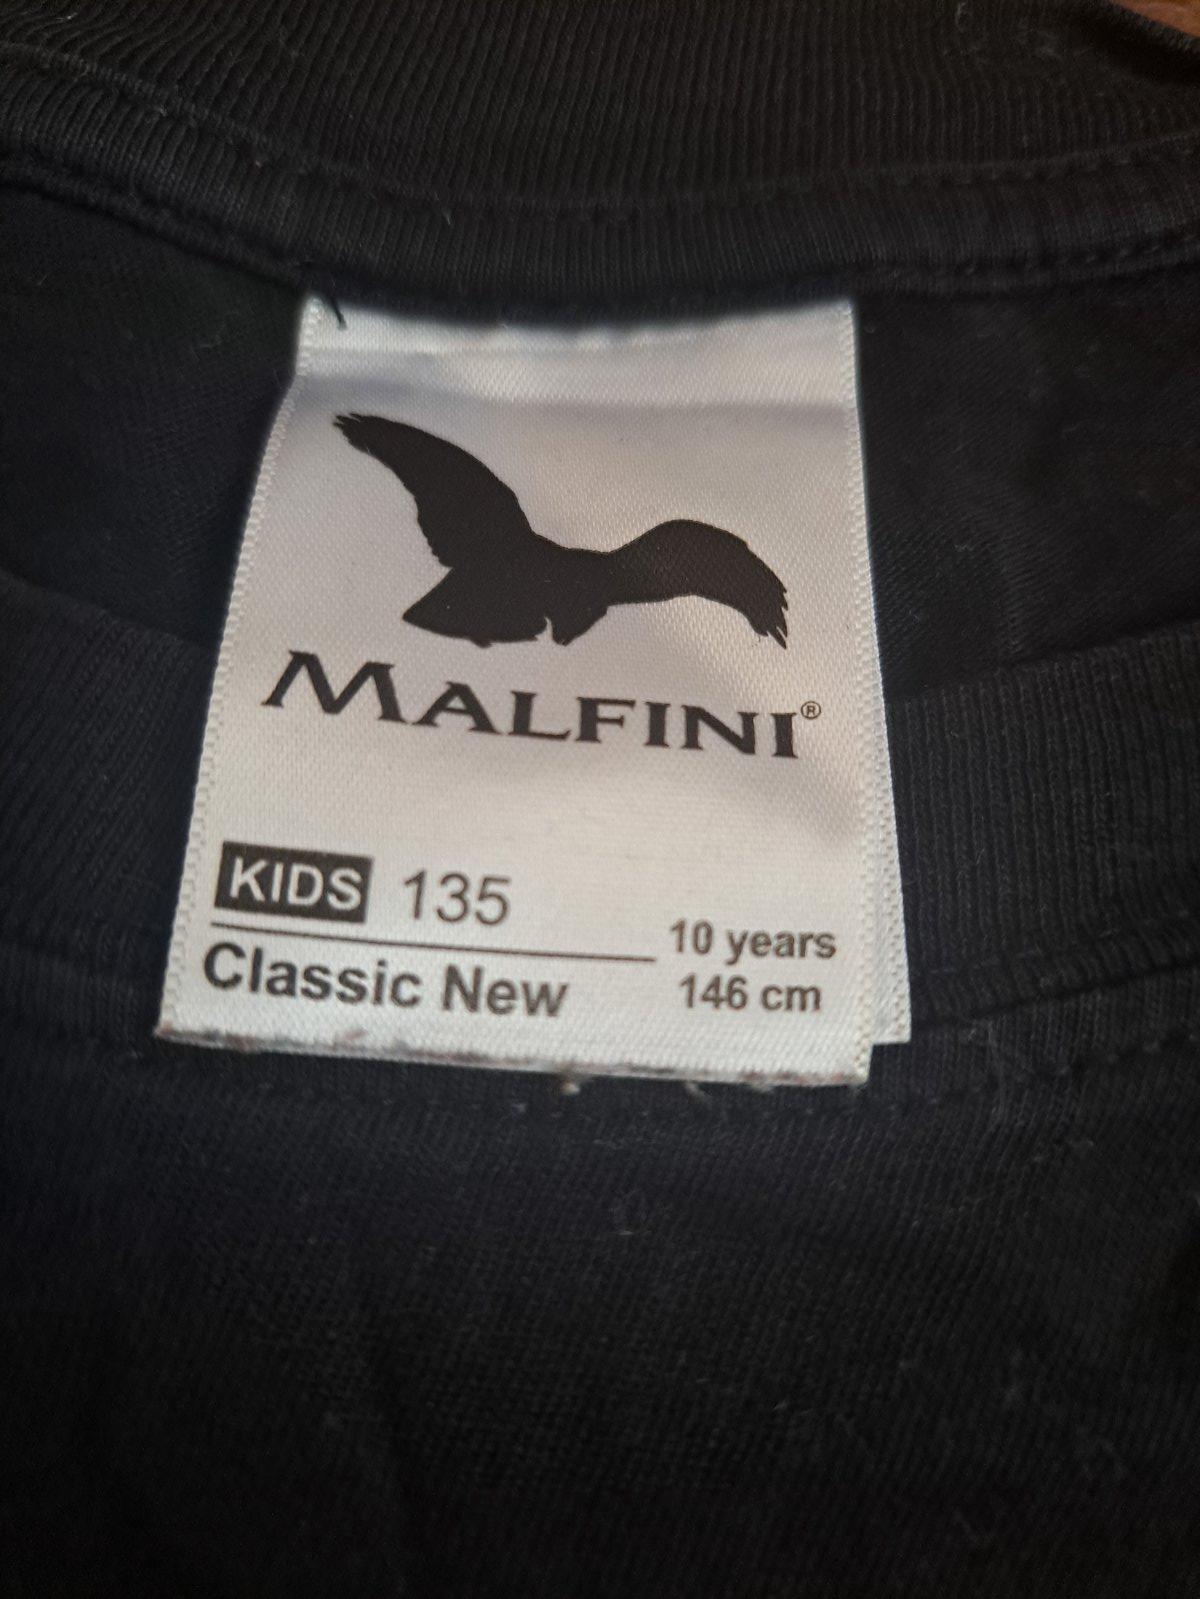 MALFINI®
KIDS 135
Classic New
10 years
146 cm